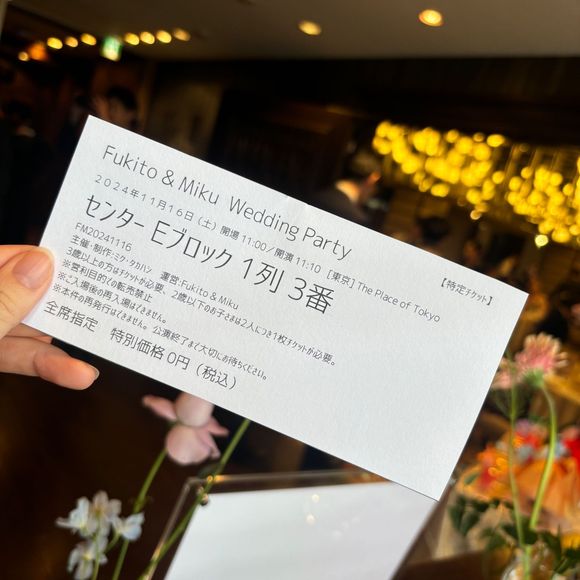 Fukito & Miku Wedding Party
【特定チケット】
2024年11月16日（土）開場 11:00／開演 11:10 ［東京］The Place of Tokyo
センター Eブロック 1列 3番
FM20241116
主催・制作:ミク・タカハシ 運営:Fukito & Miku
3歳以上の方はチケットが必要、2歳以下のお子さまは2人につき1枚チケットが必要。
※営利目的での転売禁止
※ご入場後の再入場はできません。
※本件の再発行はできません。公演終了まで大切にお待ちください。
全席指定 特別価格 0円（税込）